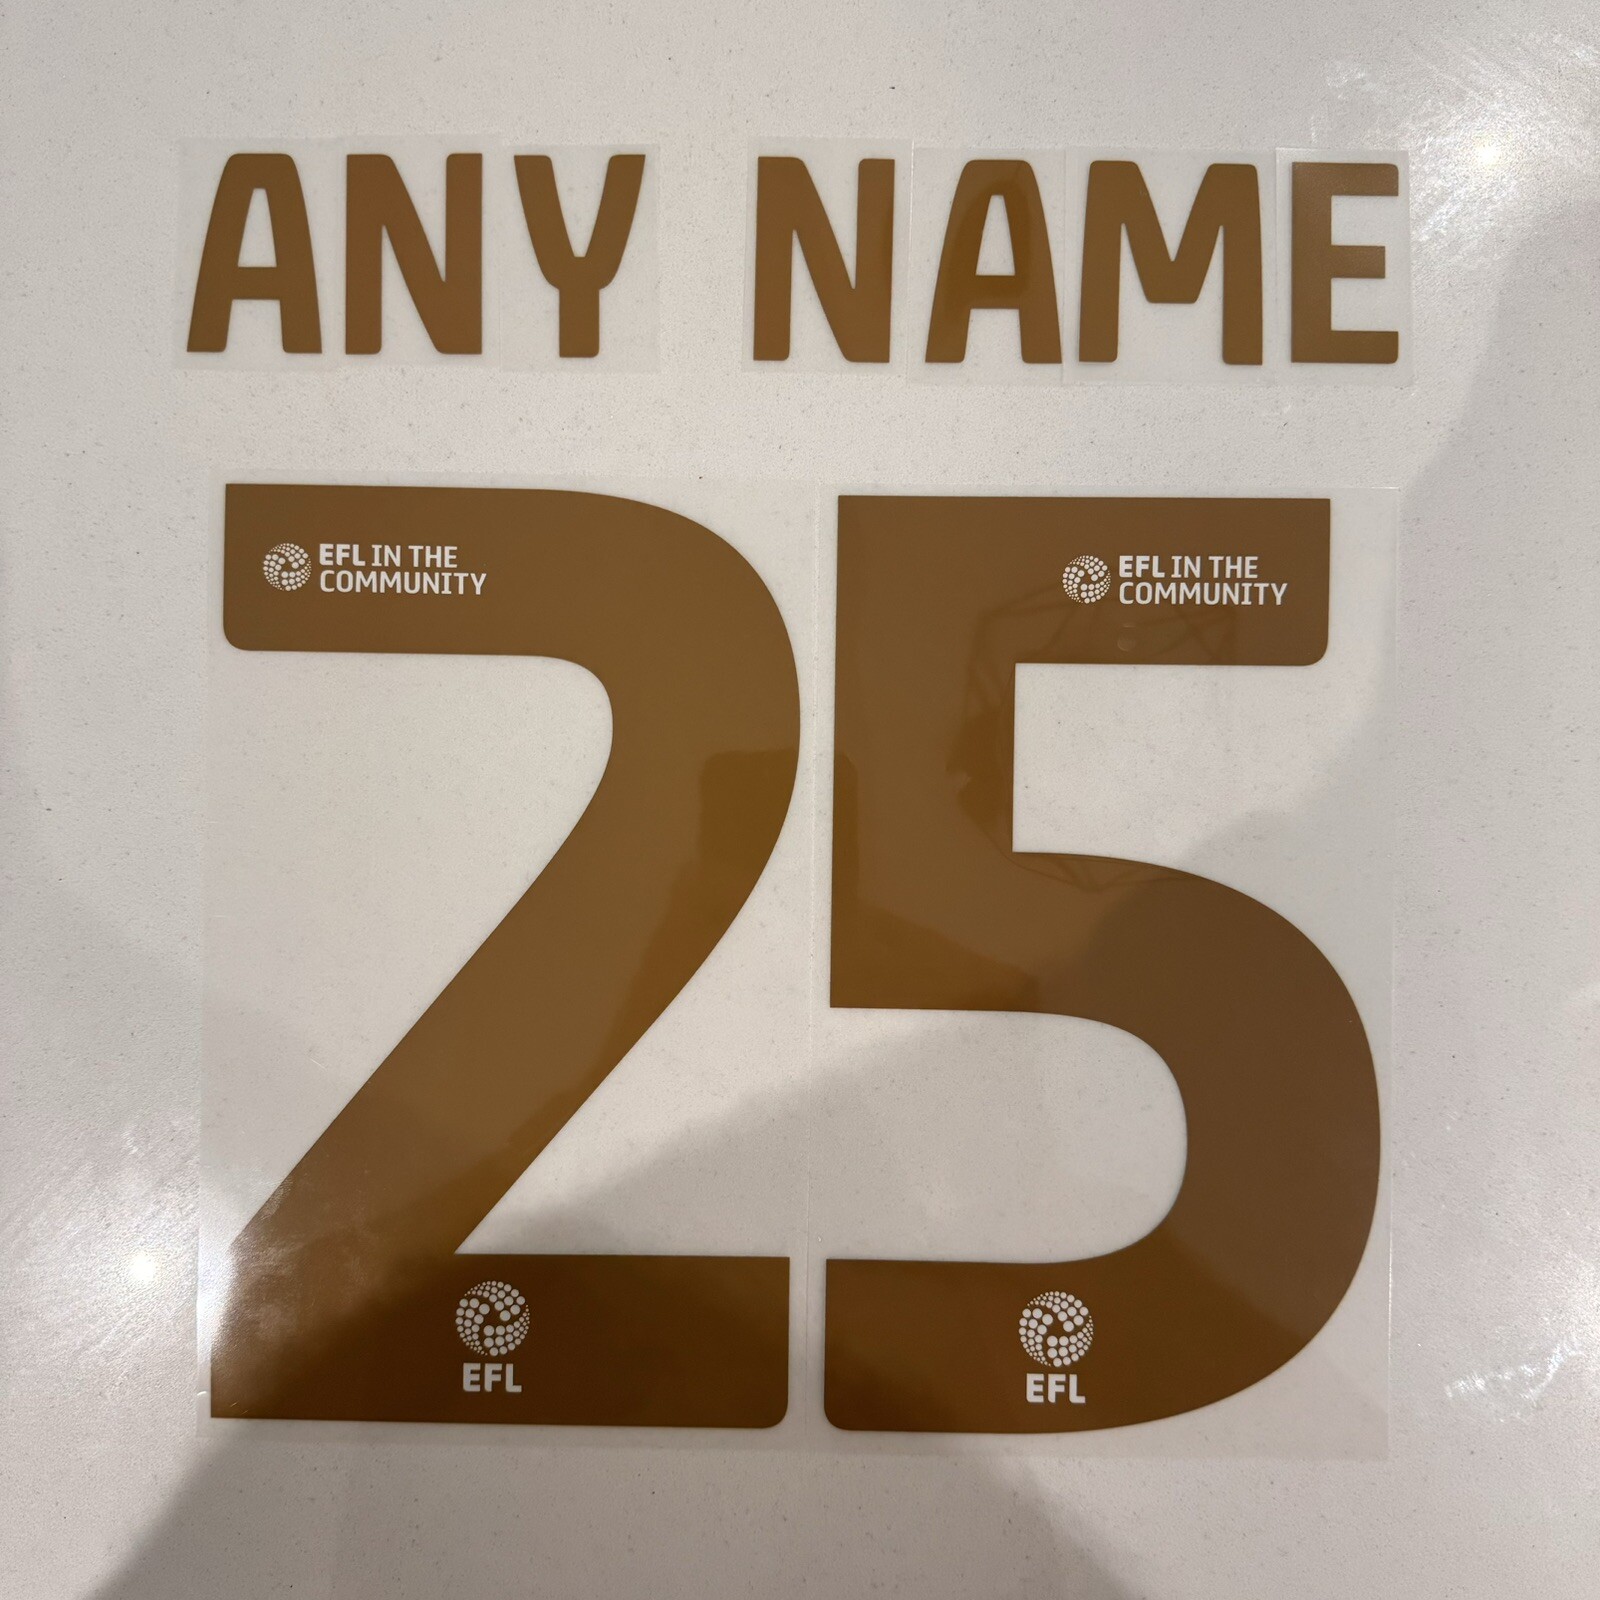 ANY NAME
EFL IN THE
COMMUNITY
EFL IN THE
COMMUNITY
25
EFL
EFL